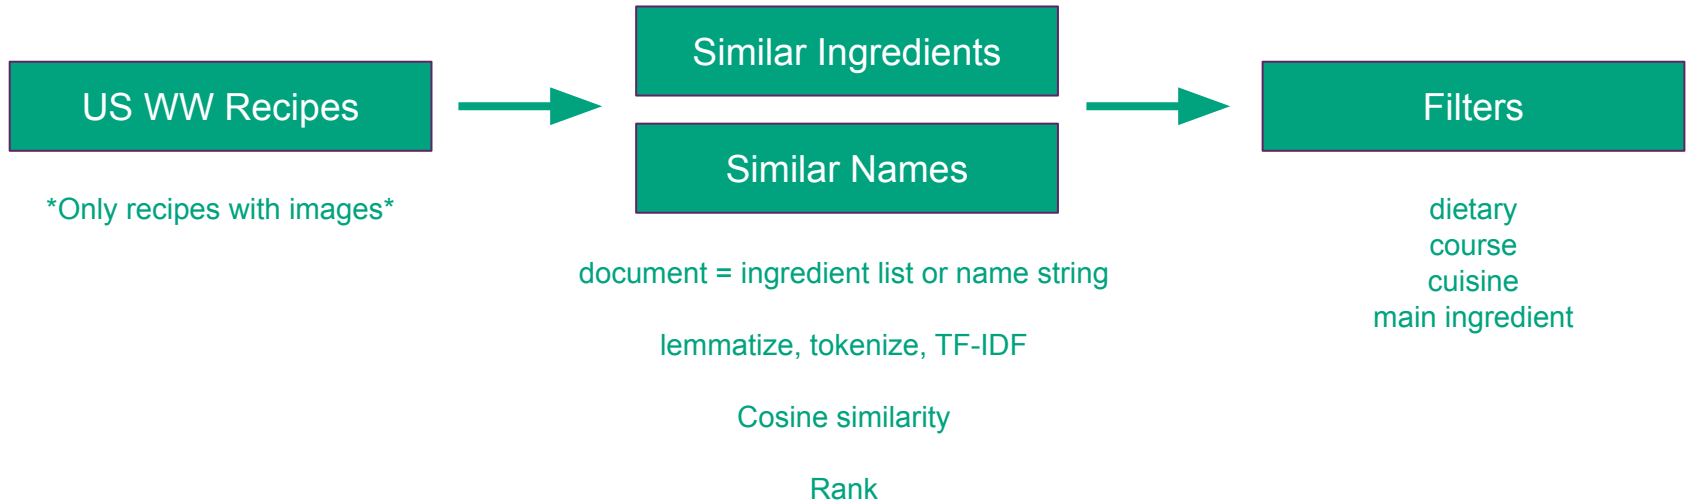 US WW Recipes
*Only recipes with images*
Similar Ingredients
Similar Names
document = ingredient list or name string
lemmatize, tokenize, TF-IDF
Cosine similarity
Rank
Filters
dietary
course
cuisine
main ingredient